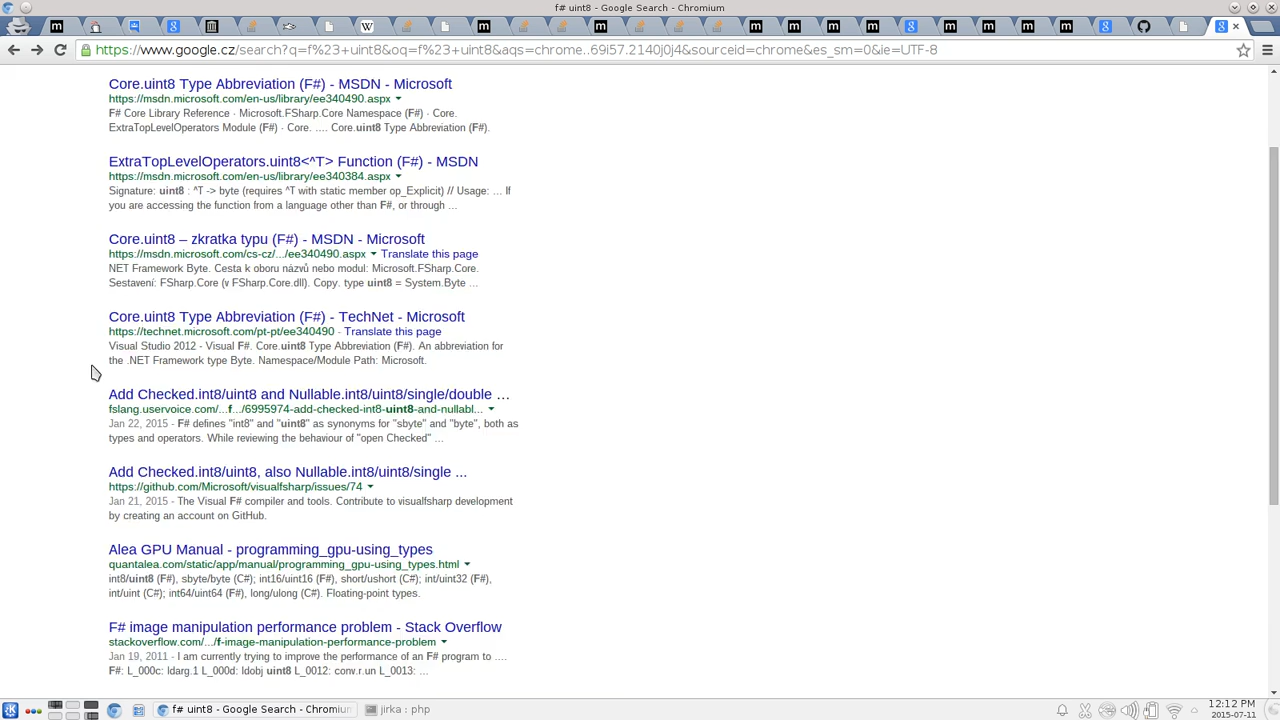 f# uint8 - Google Search - Chromium
https://www.google.cz/search?q=f%23+uint8&oq=f%23+uint8&aqs=chrome..69i57.2140j0j4&sourceid=chrome&es_sm=0&ie=UTF-8
Core.uint8 Type Abbreviation (F#) - MSDN - Microsoft
https://msdn.microsoft.com/en-us/library/ee340490.aspx
F# Core Library Reference · Microsoft.FSharp.Core Namespace (F#) · Core.
ExtraTopLevelOperators Module (F#) · Core. .... Core.uint8 Type Abbreviation (F#).
ExtraTopLevelOperators.uint8<^T> Function (F#) - MSDN
https://msdn.microsoft.com/en-us/library/ee340384.aspx
Signature: uint8 : ^T -> byte (requires ^T with static member op_Explicit) // Usage: ... If
you are accessing the function from a language other than F#, or through ...
Core.uint8 – zkratka typu (F#) - MSDN - Microsoft
https://msdn.microsoft.com/cs-cz/.../ee340490.aspx Translate this page
NET Framework Byte. Cesta k oboru názvů nebo modul: Microsoft.FSharp.Core.
Sestavení: FSharp.Core (v FSharp.Core.dll). Copy. type uint8 = System.Byte ...
Core.uint8 Type Abbreviation (F#) - TechNet - Microsoft
https://technet.microsoft.com/pt-pt/ee340490 - Translate this page
Visual Studio 2012 - Visual F#. Core.uint8 Type Abbreviation (F#). An abbreviation for
the .NET Framework type Byte. Namespace/Module Path: Microsoft.
Add Checked.int8/uint8 and Nullable.int8/uint8/single/double ...
fslang.uservoice.com/...f.../6995974-add-checked-int8-uint8-and-nullabl...
Jan 22, 2015 - F# defines "int8" and "uint8" as synonyms for "sbyte" and "byte", both as
types and operators. While reviewing the behaviour of "open Checked" ...
Add Checked.int8/uint8, also Nullable.int8/uint8/single ...
https://github.com/Microsoft/visualfsharp/issues/74
Jan 21, 2015 - The Visual F# compiler and tools. Contribute to visualfsharp development
by creating an account on GitHub.
Alea GPU Manual - programming_gpu-using_types
quantalea.com/static/app/manual/programming_gpu-using_types.html
int8/uint8 (F#), sbyte/byte (C#); int16/uint16 (F#), short/ushort (C#); int/uint32 (F#),
int/uint (C#); int64/uint64 (F#), long/ulong (C#). Floating-point types.
F# image manipulation performance problem - Stack Overflow
stackoverflow.com/.../f-image-manipulation-performance-problem
Jan 19, 2011 - I am currently trying to improve the performance of an F# program to ....
F#: L_000c: ldarg.1 L_000d: ldobj uint8 L_0012: conv.r.un L_0013: ...
f# uint8 - Google Search - Chromium
jirka : php
12:12 PM
2015-07-11